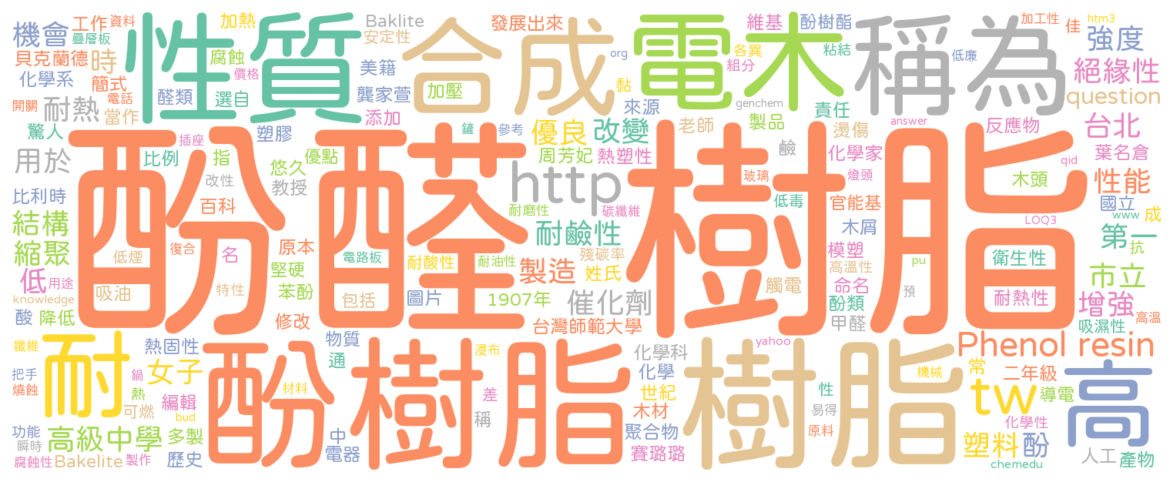 機會 工作 資料 性質 合成 電木 稱為 加熱 Baklite 發展出來 維基 酚樹酯 加工性 佳 htm3
疊層板 安定性 org 各異 粘結 低廉 強度
貝克蘭德 時 腐蝕 價格 美籍 黏 組分 絕緣性
化學系 簡式 電話 醛類 選自 龔家萱 加壓 來源 genchem 責任 question
開關 耐熱 當作 添加 鏟 參考 製品 answer
驚人 插座 塑膠 優良 改變 老師 燙傷 鹼 化學家 反應物 台北
用於 比例 指 悠久 優點 周芳妃 熱塑性 http 玻璃 燈頭 qid 葉名倉
比利時 改性 教授 碳纖維 低毒 官能基 木頭 性能
百科 耐磨性 木屑 LOQ3 國立 www 成
結構 酚醛樹脂 耐鹼性 第一 抗
縮聚 低煙 復合 名 原本 電路板 耐酸性 耐油性 殘碳率 模塑 高溫性 pu 衛生性
低 用途 堅硬 製造 姓氏 觸電 命名 市立
knowledge 吸油 特性 苯酚 包括 圖片 1907年 催化劑 酚類 預 耐熱性 增強
酸 降低 修改 台灣師範大學 甲醛 吸濕性 高溫
纖維 熱固性 物質 漫布 化學科 yahoo Phenol resin
耐 女子 酚樹脂 通 樹脂 機械 常 二年級
把手 鍋 材料 化學 tw 導電
燒蝕 熱 差 世紀 性 高
可燃 編輯 bud 稱 木材 易得 化學性
功能 高級中學 多製 中 聚合物 原料 塑料 酚
瞬時 電器 賽璐璐 人工
腐蝕性 Bakelite 製作 歷史 chemedu 產物